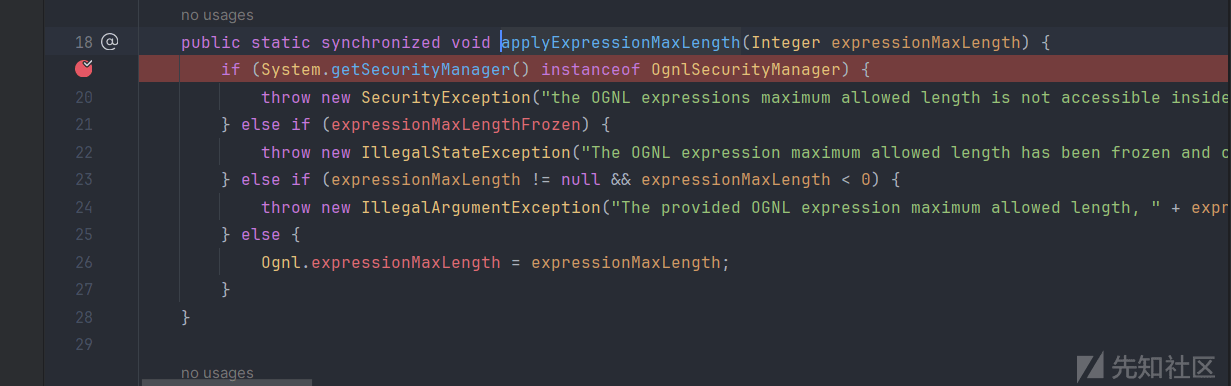 no usages
18 @ public static synchronized void applyExpressionMaxLength(Integer expressionMaxLength) {
if (System.getSecurityManager() instanceof OgnlSecurityManager) {
20 throw new SecurityException("the OGNL expressions maximum allowed length is not accessible inside
21 } else if (expressionMaxLengthFrozen) {
22 throw new IllegalStateException("The OGNL expression maximum allowed length has been frozen and c
23 } else if (expressionMaxLength != null && expressionMaxLength < 0) {
24 throw new IllegalArgumentException("The provided OGNL expression maximum allowed length, " + expr
25 } else {
26 Ognl.expressionMaxLength = expressionMaxLength;
27 }
28 }
29
no usages
先知社区